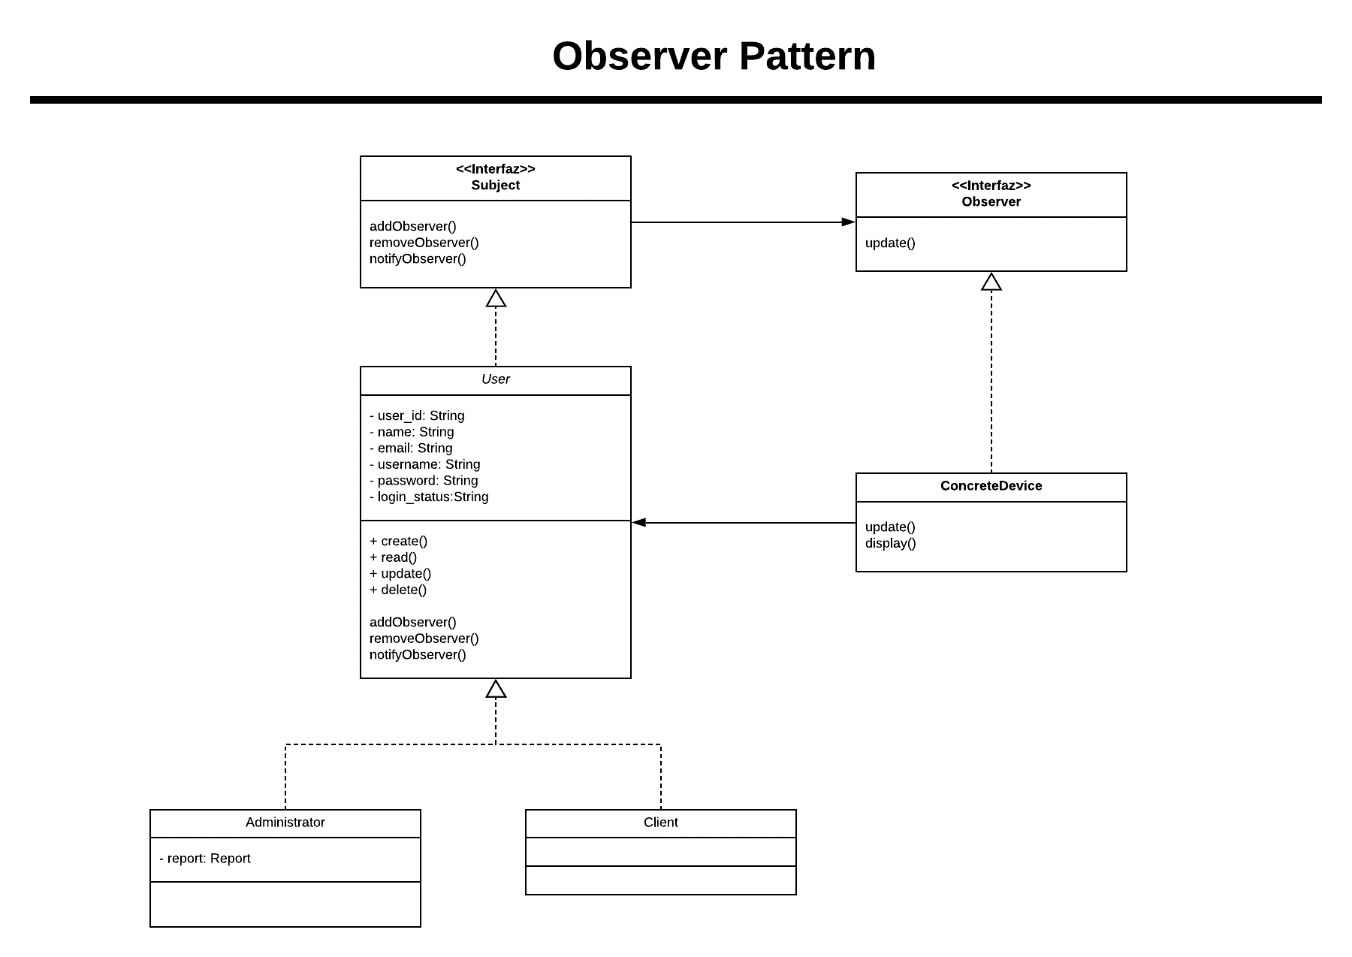 Observer Pattern
<<Interfaz>>
Subject
addObserver()
removeObserver()
notifyObserver()
<<Interfaz>>
Observer
update()
User
- user_id: String
- name: String
- email: String
- username: String
- password: String
- login_status:String
+ create()
+ read()
+ update()
+ delete()
addObserver()
removeObserver()
notifyObserver()
ConcreteDevice
update()
display()
Administrator
- report: Report
Client